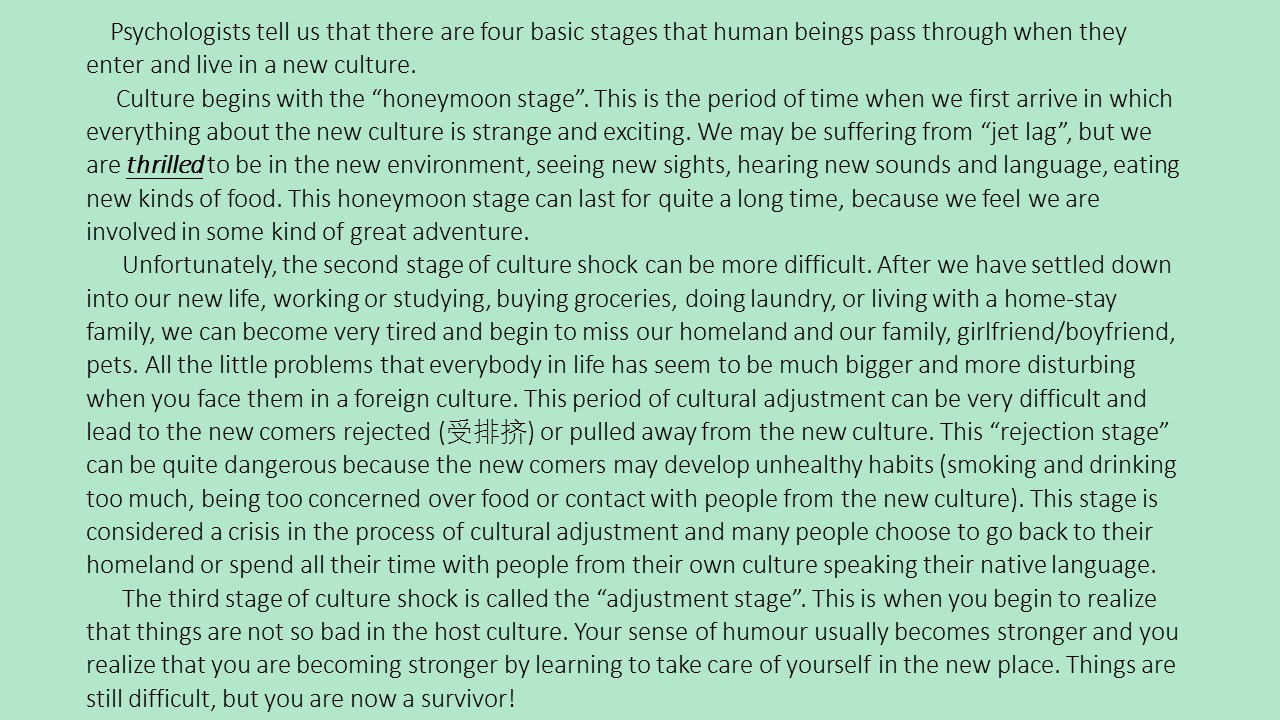 Psychologists tell us that there are four basic stages that human beings pass through when they
enter and live in a new culture.
Culture begins with the “honeymoon stage”. This is the period of time when we first arrive in which
everything about the new culture is strange and exciting. We may be suffering from “jet lag”, but we
are thrilled to be in the new environment, seeing new sights, hearing new sounds and language, eating
new kinds of food. This honeymoon stage can last for quite a long time, because we feel we are
involved in some kind of great adventure.
Unfortunately, the second stage of culture shock can be more difficult. After we have settled down
into our new life, working or studying, buying groceries, doing laundry, or living with a home-stay
family, we can become very tired and begin to miss our homeland and our family, girlfriend/boyfriend,
pets. All the little problems that everybody in life has seem to be much bigger and more disturbing
when you face them in a foreign culture. This period of cultural adjustment can be very difficult and
lead to the new comers rejected (受排挤) or pulled away from the new culture. This “rejection stage”
can be quite dangerous because the new comers may develop unhealthy habits (smoking and drinking
too much, being too concerned over food or contact with people from the new culture). This stage is
considered a crisis in the process of cultural adjustment and many people choose to go back to their
homeland or spend all their time with people from their own culture speaking their native language.
The third stage of culture shock is called the “adjustment stage”. This is when you begin to realize
that things are not so bad in the host culture. Your sense of humour usually becomes stronger and you
realize that you are becoming stronger by learning to take care of yourself in the new place. Things are
still difficult, but you are now a survivor!